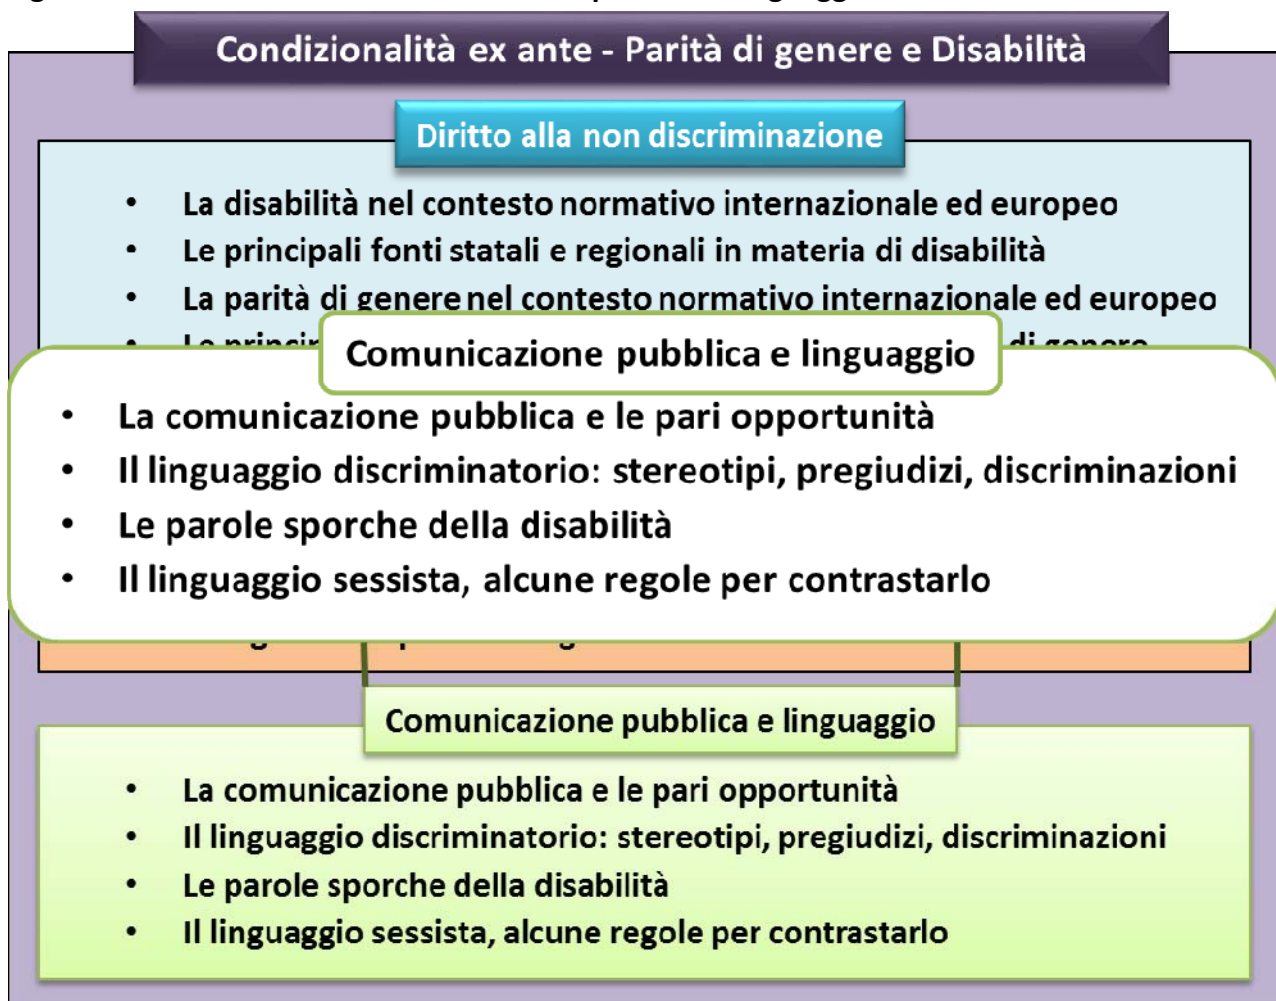 Condizionalità ex ante - Parità di genere e Disabilità
Diritto alla non discriminazione
• La disabilità nel contesto normativo internazionale ed europeo
• Le principali fonti statali e regionali in materia di disabilità
• La parità di genere nel contesto normativo internazionale ed europeo
• Le di genere
Comunicazione pubblica e linguaggio
• La comunicazione pubblica e le pari opportunità
• Il linguaggio discriminatorio: stereotipi, pregiudizi, discriminazioni
• Le parole sporche della disabilità
• Il linguaggio sessista, alcune regole per contrastarlo
Comunicazione pubblica e linguaggio
• La comunicazione pubblica e le pari opportunità
• Il linguaggio discriminatorio: stereotipi, pregiudizi, discriminazioni
• Le parole sporche della disabilità
• Il linguaggio sessista, alcune regole per contrastarlo